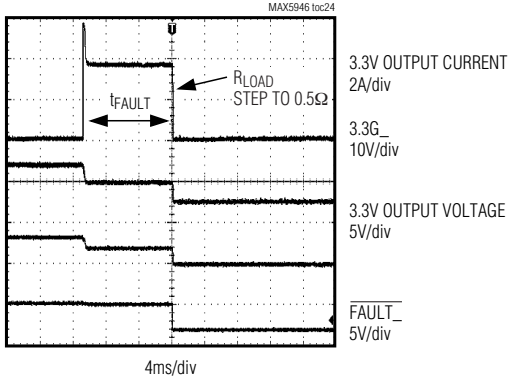 MAX5946 toc24
T
3.3V OUTPUT CURRENT
2A/div
RLOAD
STEP TO 0.5Ω
tFAULT
3.3G_
10V/div
3.3V OUTPUT VOLTAGE
5V/div
FAULT_
5V/div
4ms/div